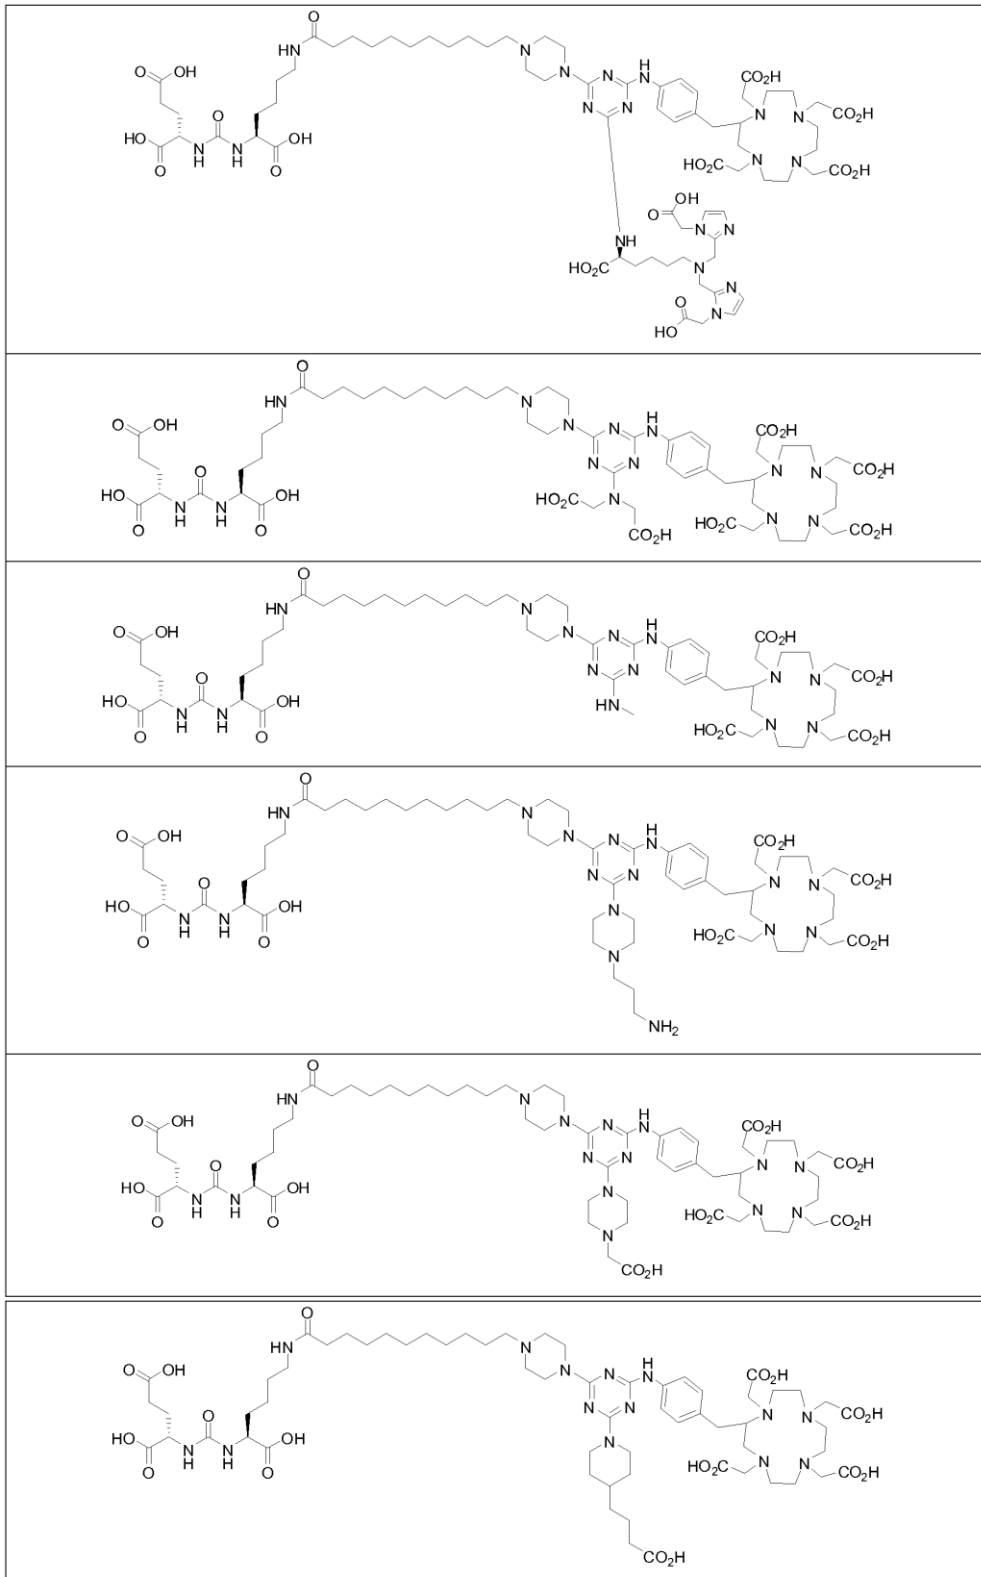 O
HN N
O OH N N N NH CO2H
O N N N N CO2H
HO OH
O N H N H O HO2C N N CO2H
OH
O N N
NH
HO2C N
N
O N
HO
O
HN N H
O OH N N N N CO2H
O N N N N CO2H
HO OH HO2C N
O N H N H O CO2H HO2C N N CO2H
O
HN N H
O OH N N N N CO2H
O N N N N CO2H
HO OH HN
O N H N H O HO2C N N CO2H
O
HN N H
O OH N N N N CO2H
O N N N N CO2H
HO OH N
O N H N H O HO2C N N CO2H
N
NH2
O
HN N H
O OH N N N N CO2H
O N N N N CO2H
HO OH N
O N H N H O HO2C N N CO2H
N
CO2H
O
HN N H
O OH N N N N CO2H
O N N N N CO2H
HO OH N
O N H N H O HO2C N N CO2H
CO2H